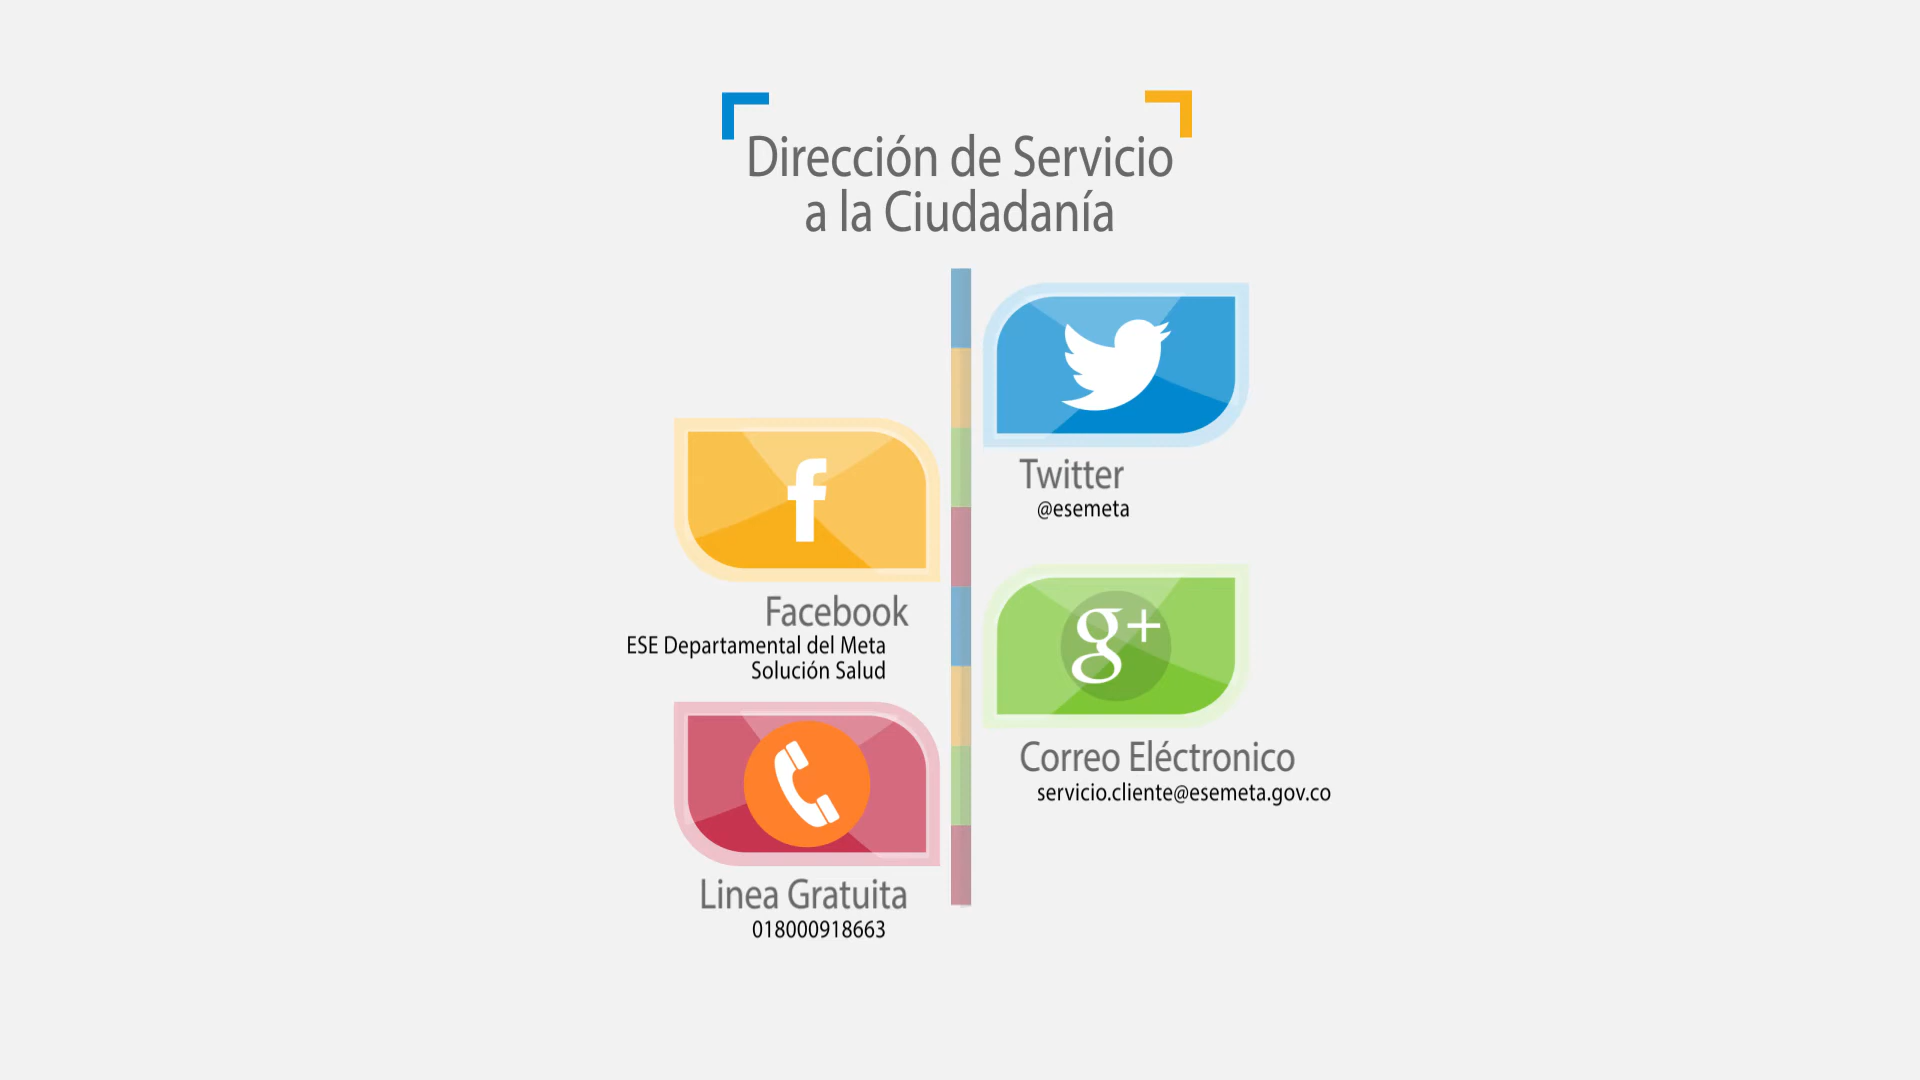 Dirección de Servicio
a la Ciudadanía
Twitter
@esemeta
f
Facebook
ESE Departamental del Meta
Solución Salud
g+
Correo Eléctronico
servicio.cliente@esemeta.gov.co
Linea Gratuita
018000918663